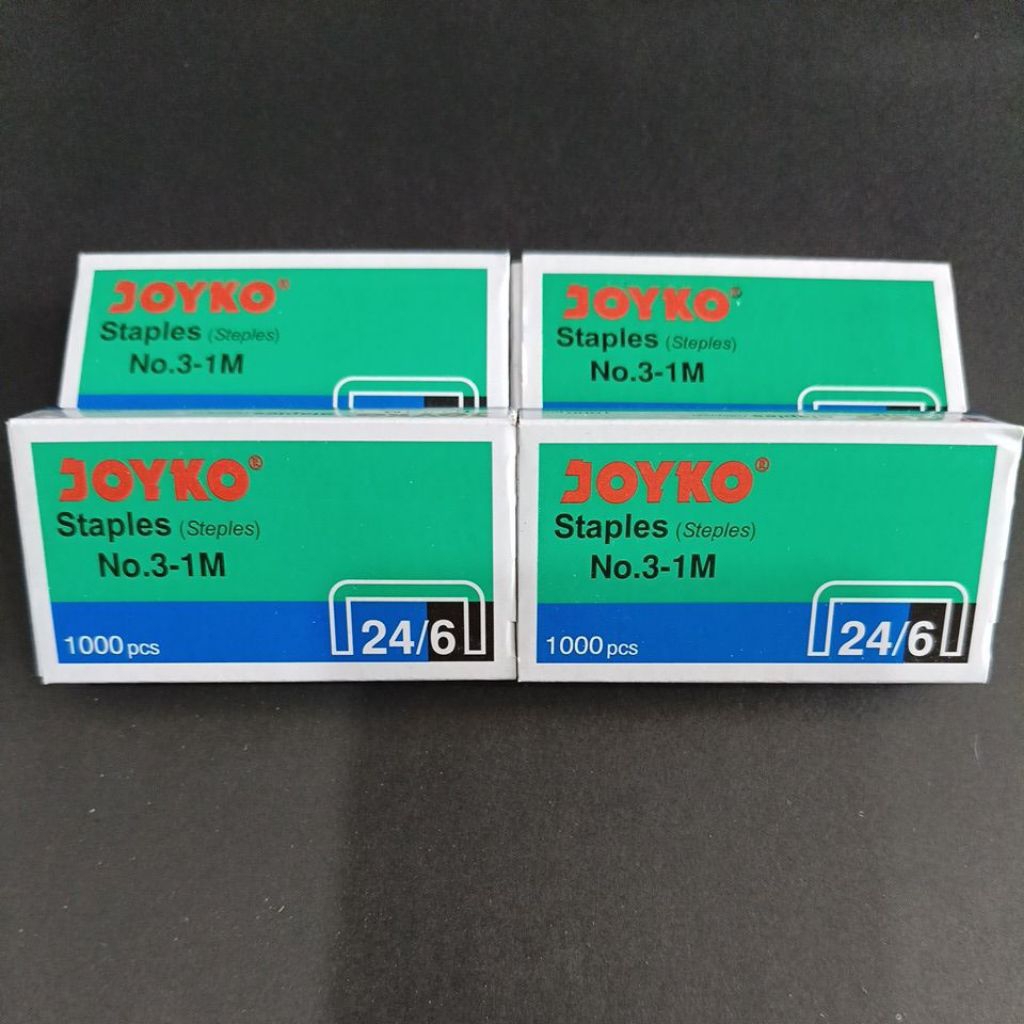 JOYKO®
Staples (Steples)
No.3-1M
JOYKO®
Staples (Steples)
No.3-1M
JOYKO®
Staples (Steples)
No.3-1M
1000 pcs
24/6
JOYKO®
Staples (Steples)
No.3-1M
1000 pcs
24/6